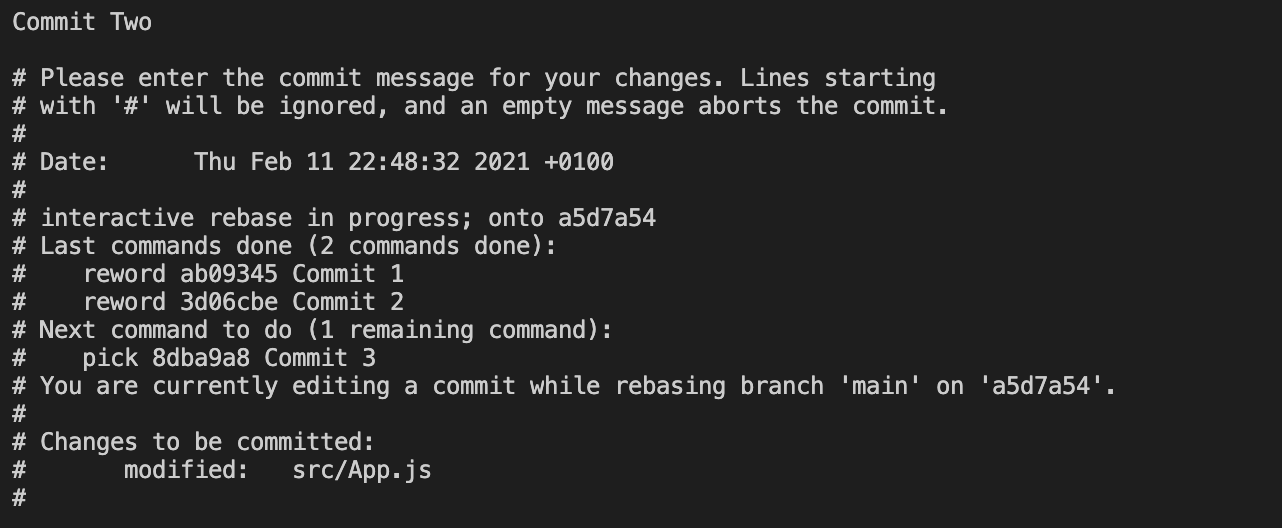 Commit Two
# Please enter the commit message for your changes. Lines starting
# with '#' will be ignored, and an empty message aborts the commit.
#
# Date:      Thu Feb 11 22:48:32 2021 +0100
#
# interactive rebase in progress; onto a5d7a54
# Last commands done (2 commands done):
#    reword ab09345 Commit 1
#    reword 3d06cbe Commit 2
# Next command to do (1 remaining command):
#    pick 8dba9a8 Commit 3
# You are currently editing a commit while rebasing branch 'main' on 'a5d7a54'.
#
# Changes to be committed:
#       modified:   src/App.js
#